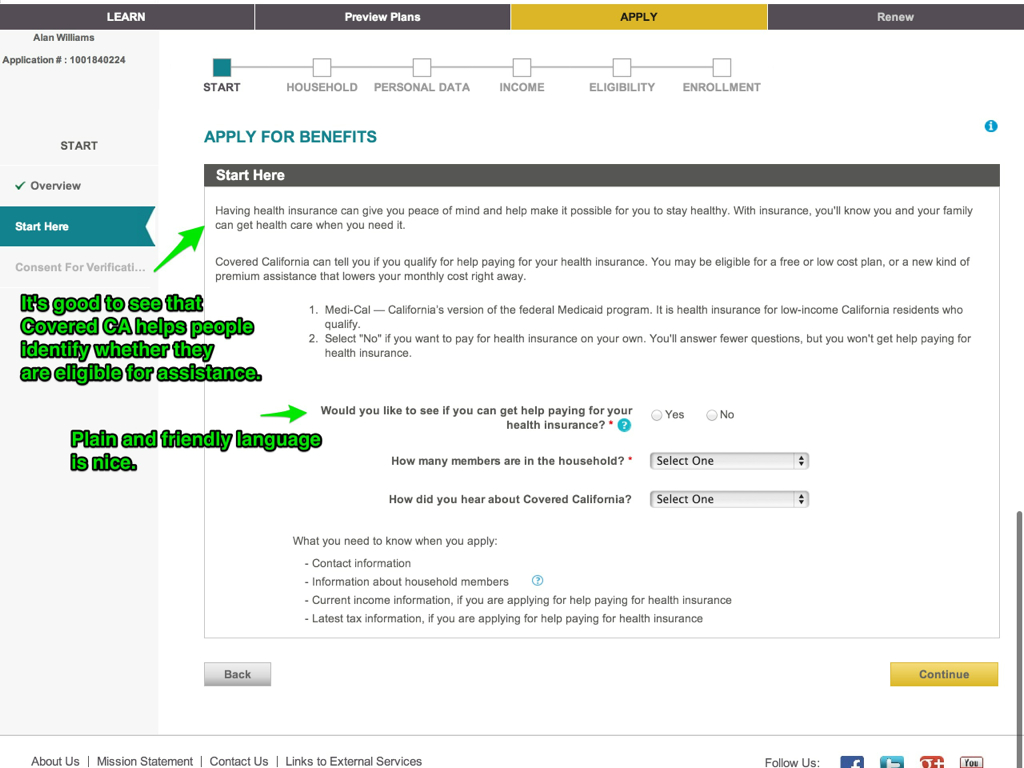 LEARN
Preview Plans
APPLY
Renew
Alan Williams
Application # : 1001840224
START
HOUSEHOLD
PERSONAL DATA
INCOME
ELIGIBILITY
ENROLLMENT
START
Overview
Start Here
Consent For Verificati...
APPLY FOR BENEFITS
Start Here
Having health insurance can give you peace of mind and help make it possible for you to stay healthy. With insurance, you'll know you and your family
can get health care when you need it.
Covered California can tell you if you qualify for help paying for your health insurance. You may be eligible for a free or low cost plan, or a new kind of
premium assistance that lowers your monthly cost right away.
1. Medi-Cal — California's version of the federal Medicaid program. It is health insurance for low-income California residents who
qualify.
2. Select "No" if you want to pay for health insurance on your own. You'll answer fewer questions, but you won't get help paying for
health insurance.
It's good to see that
Covered CA helps people
identify whether they
are eligible for assistance.
Would you like to see if you can get help paying for your
health insurance? * ?
Yes
No
Plain and friendly language
is nice.
How many members are in the household? *
Select One
How did you hear about Covered California?
Select One
What you need to know when you apply:
- Contact information
- Information about household members ?
- Current income information, if you are applying for help paying for health insurance
- Latest tax information, if you are applying for help paying for health insurance
Back
Continue
About Us | Mission Statement | Contact Us | Links to External Services
Follow Us:
You